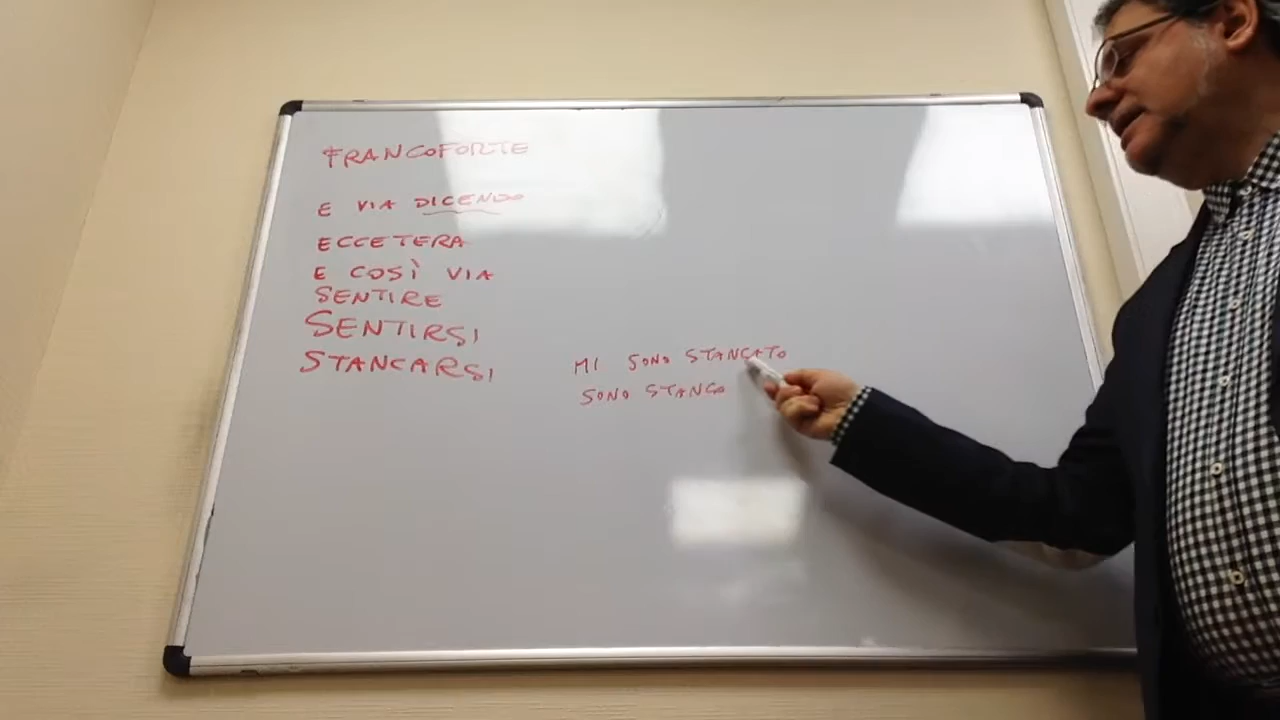 FRANCOFORTE
E VIA DICENDO
ECCETERA
E COSÌ VIA
SENTIRE
SENTIRSI
STANCARSI
MI SONO STANCATO
SONO STANCO